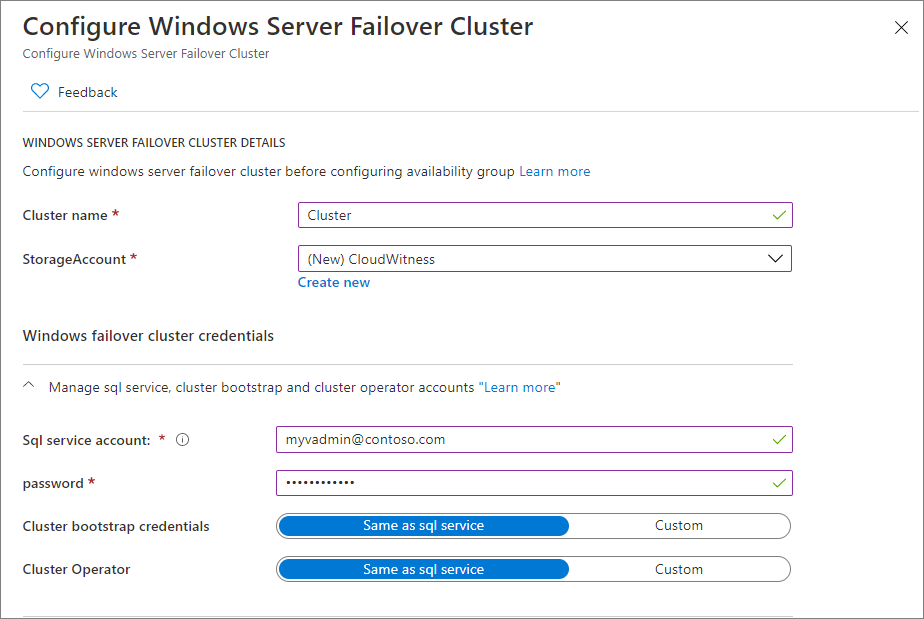 Configure Windows Server Failover Cluster
Configure Windows Server Failover Cluster
Feedback
WINDOWS SERVER FAILOVER CLUSTER DETAILS
Configure windows server failover cluster before configuring availability group Learn more
Cluster name * Cluster
StorageAccount * (New) CloudWitness
Create new
Windows failover cluster credentials
Manage sql service, cluster bootstrap and cluster operator accounts "Learn more"
Sql service account: * myvadmin@contoso.com
password * ••••••••••••
Cluster bootstrap credentials Same as sql service Custom
Cluster Operator Same as sql service Custom